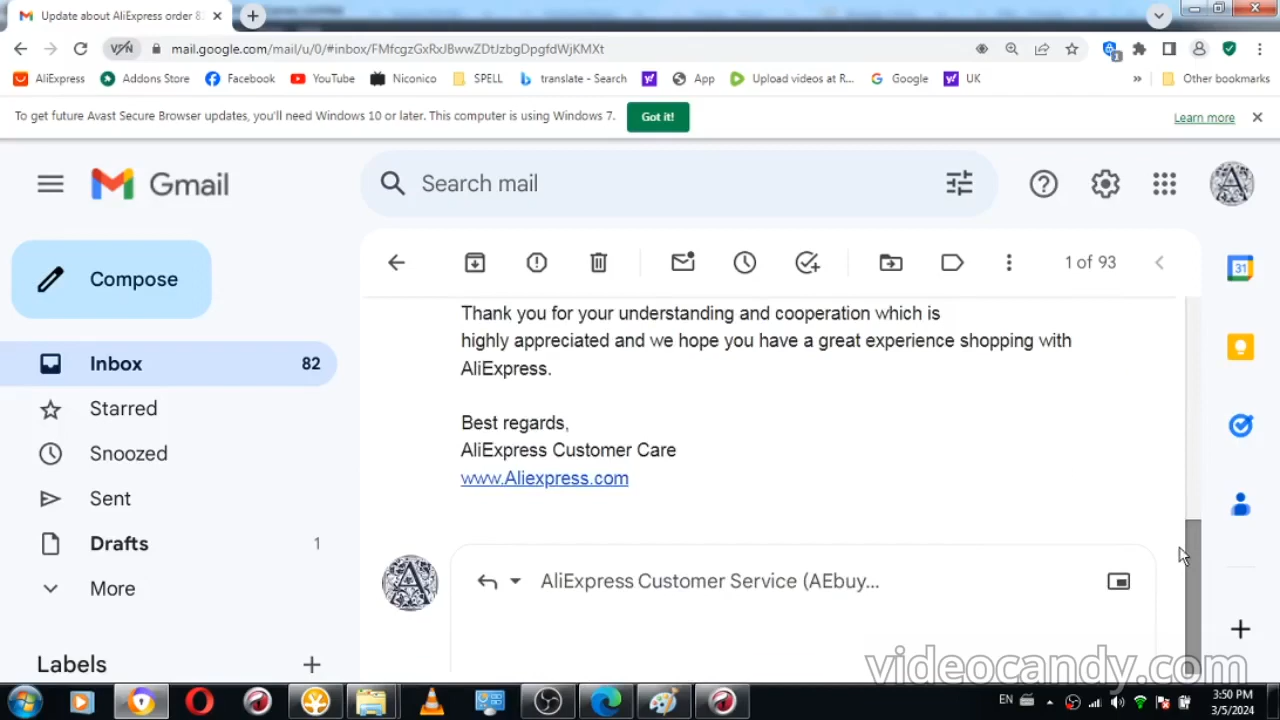 Update about AliExpress order 8
mail.google.com/mail/u/0/#inbox/FMfcgzGxRxJBwwZDtJzbgDpgfdWjKMXt
AliExpress Addons Store Facebook YouTube Niconico SPELL translate - Search App Upload videos at R... Google UK » Other bookmarks
To get future Avast Secure Browser updates, you'll need Windows 10 or later. This computer is using Windows 7. Got it! Learn more
Gmail
Search mail
Compose
1 of 93
Inbox 82
Starred
Snoozed
Sent
Drafts 1
More
Labels
Thank you for your understanding and cooperation which is
highly appreciated and we hope you have a great experience shopping with
AliExpress.
Best regards,
AliExpress Customer Care
www.Aliexpress.com
AliExpress Customer Service (AEbuy...
videocandy.com
EN
3:50 PM
3/5/2024